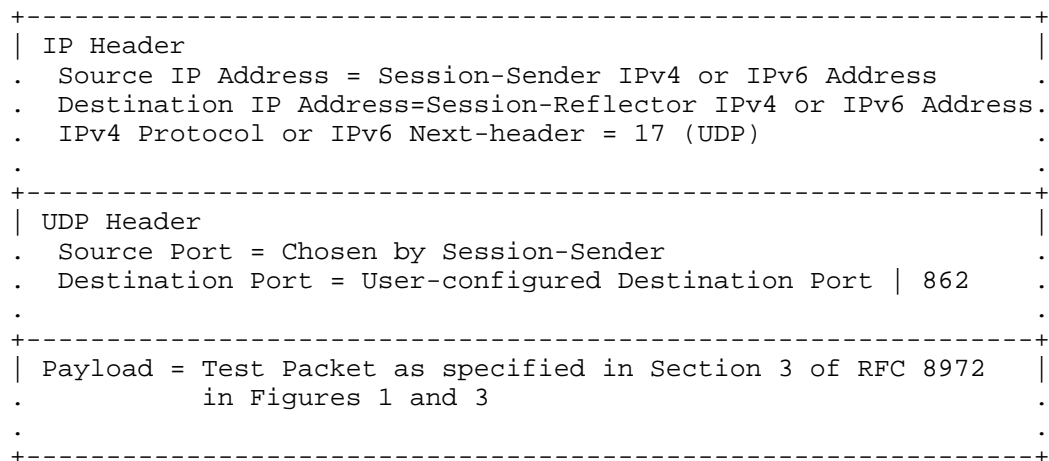 +---------------------------------------------------------------+
| IP Header                                                     |
.  Source IP Address = Session-Sender IPv4 or IPv6 Address      .
.  Destination IP Address=Session-Reflector IPv4 or IPv6 Address.
.  IPv4 Protocol or IPv6 Next-header = 17 (UDP)                 .
.                                                               .
+---------------------------------------------------------------+
| UDP Header                                                    |
.  Source Port = Chosen by Session-Sender                       .
.  Destination Port = User-configured Destination Port | 862    .
.                                                               .
+---------------------------------------------------------------+
| Payload = Test Packet as specified in Section 3 of RFC 8972   |
.           in Figures 1 and 3                                  .
.                                                               .
+---------------------------------------------------------------+